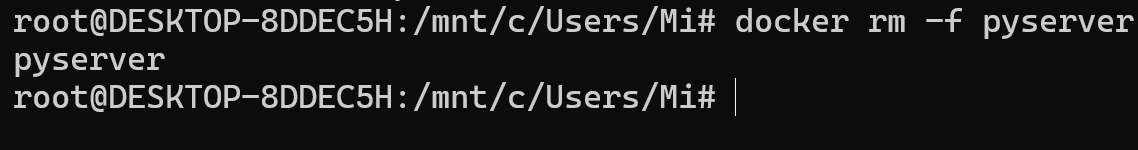 root@DESKTOP-8DDEC5H:/mnt/c/Users/Mi# docker rm -f pyserver
pyserver
root@DESKTOP-8DDEC5H:/mnt/c/Users/Mi#